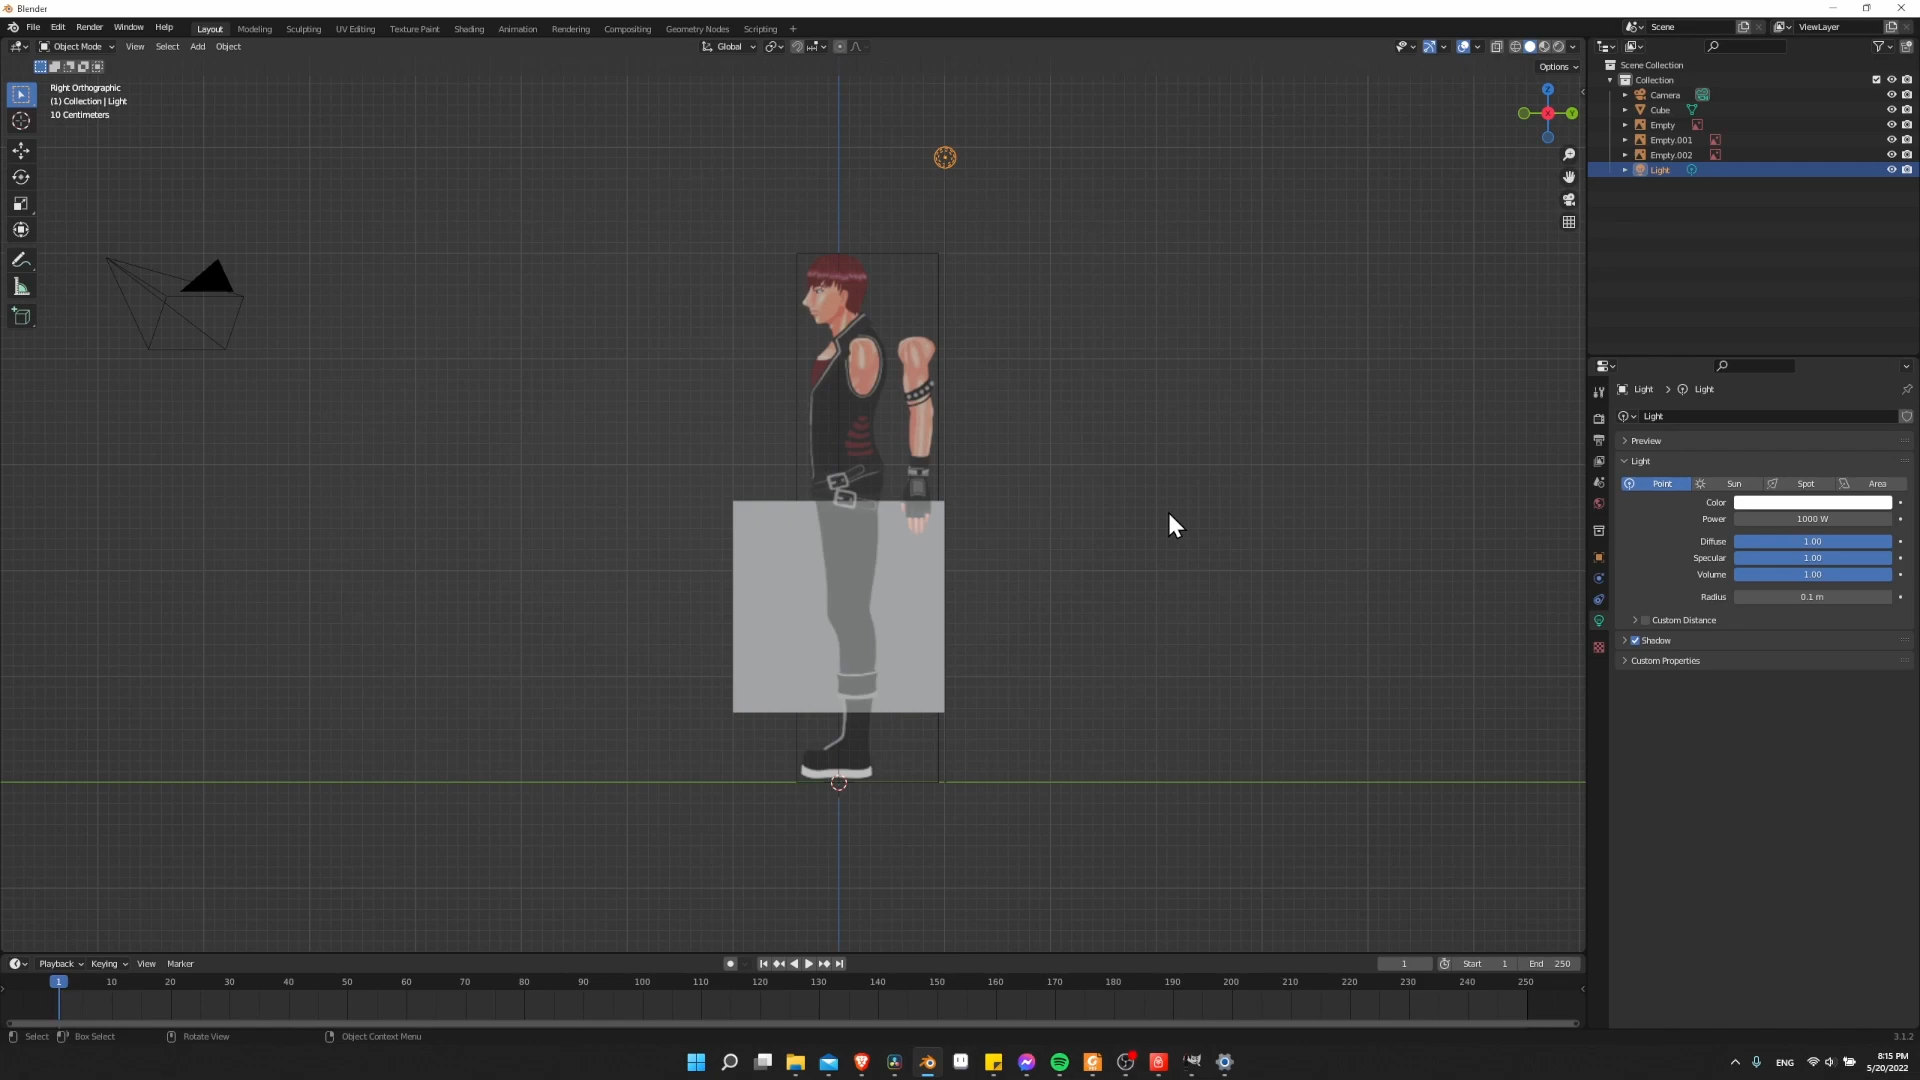 Blender
File Edit Render Window Help Layout Modeling Sculpting UV Editing Texture Paint Shading Animation Rendering Compositing Geometry Nodes Scripting + Scene ViewLayer
Object Mode View Select Add Object Global
Options
Right Orthographic
(1) Collection | Light
10 Centimeters
Z
X
Y
Scene Collection
Collection
Camera
Cube
Empty
Empty.001
Empty.002
Light
Light > Light
Light
Preview
Light
Point Sun Spot Area
Color
Power 1000 W
Diffuse 1.00
Specular 1.00
Volume 1.00
Radius 0.1 m
Custom Distance
Shadow
Custom Properties
Playback Keying View Marker 1 Start 1 End 250
1 10 20 30 40 50 60 70 80 90 100 110 120 130 140 150 160 170 180 190 200 210 220 230 240 250
Select Box Select Rotate View Object Context Menu 3.1.2
ENG
8:15 PM
5/20/2022